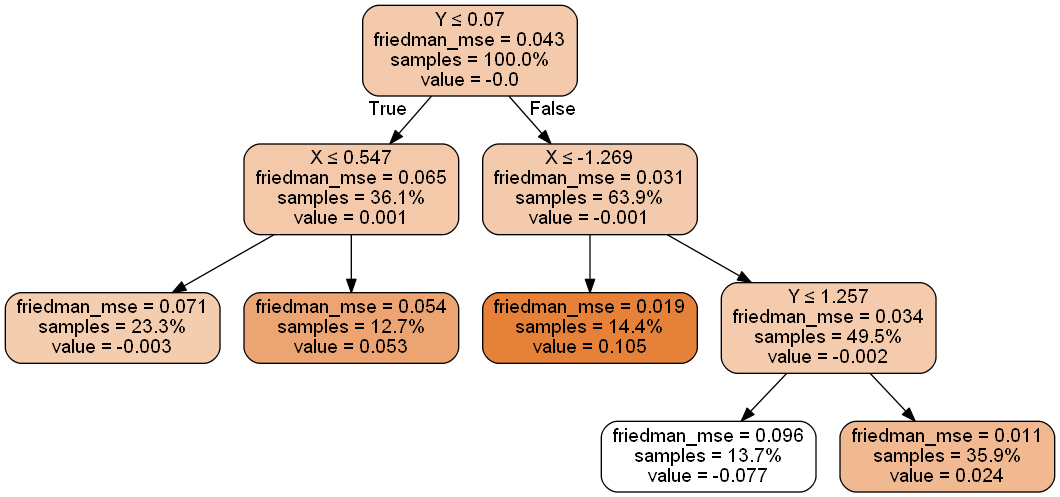 Y ≤ 0.07
friedman_mse = 0.043
samples = 100.0%
value = -0.0
True
False
X ≤ 0.547
friedman_mse = 0.065
samples = 36.1%
value = 0.001
X ≤ -1.269
friedman_mse = 0.031
samples = 63.9%
value = -0.001
friedman_mse = 0.071
samples = 23.3%
value = -0.003
friedman_mse = 0.054
samples = 12.7%
value = 0.053
friedman_mse = 0.019
samples = 14.4%
value = 0.105
Y ≤ 1.257
friedman_mse = 0.034
samples = 49.5%
value = -0.002
friedman_mse = 0.096
samples = 13.7%
value = -0.077
friedman_mse = 0.011
samples = 35.9%
value = 0.024